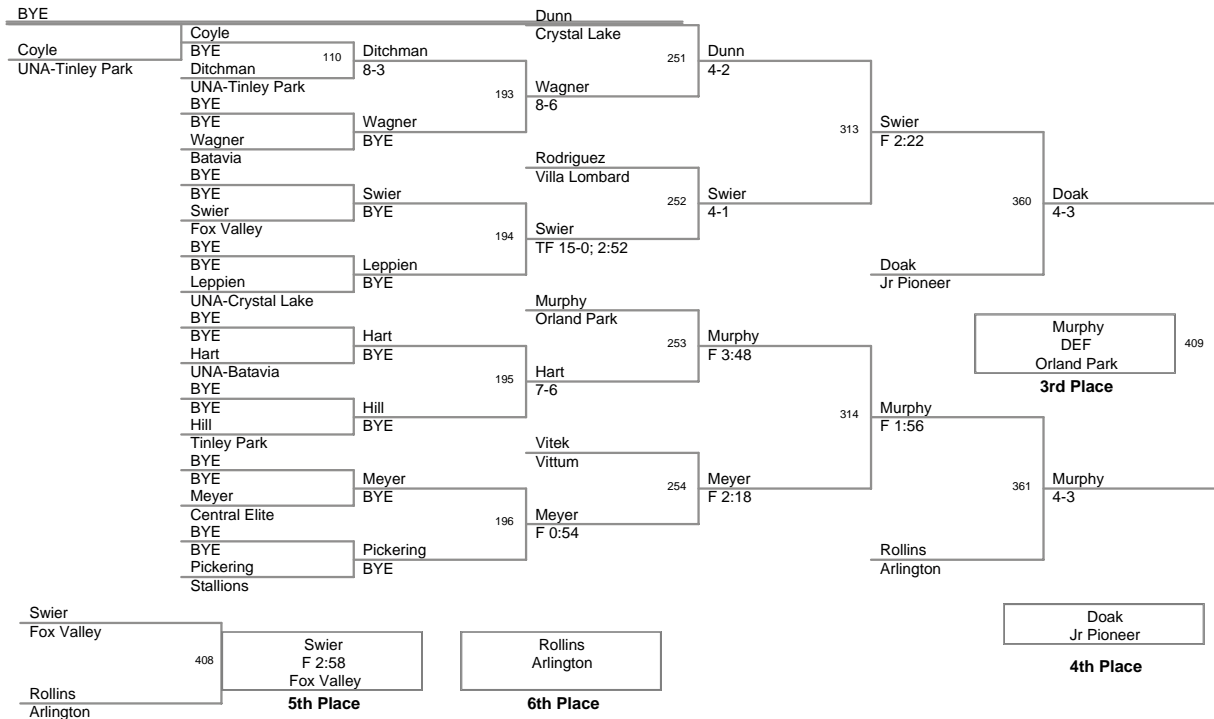 BYE
Coyle
UNA-Tinley Park
Coyle
BYE
Ditchman
UNA-Tinley Park
BYE
BYE
Wagner
Batavia
BYE
BYE
Swier
Fox Valley
BYE
BYE
Leppien
UNA-Crystal Lake
BYE
BYE
Hart
UNA-Batavia
BYE
BYE
Hill
Tinley Park
BYE
BYE
Meyer
Central Elite
BYE
BYE
Pickering
Stallions
110
Ditchman
8-3
Wagner
BYE
Swier
BYE
Leppien
BYE
Hart
BYE
Hill
BYE
Meyer
BYE
Pickering
BYE
193
194
195
196
Dunn
Crystal Lake
Wagner
8-6
Rodriguez
Villa Lombard
Swier
TF 15-0; 2:52
Murphy
Orland Park
Hart
7-6
Vitek
Vittum
Meyer
F 0:54
251
252
253
254
Dunn
4-2
Swier
4-1
Murphy
F 3:48
Meyer
F 2:18
313
314
Swier
F 2:22
Doak
Jr Pioneer
Murphy
F 1:56
Rollins
Arlington
360
361
Doak
4-3
Murphy
4-3
Murphy
DEF
Orland Park
409
3rd Place
Doak
Jr Pioneer
4th Place
Swier
Fox Valley
408
Rollins
Arlington
Swier
F 2:58
Fox Valley
5th Place
Rollins
Arlington
6th Place